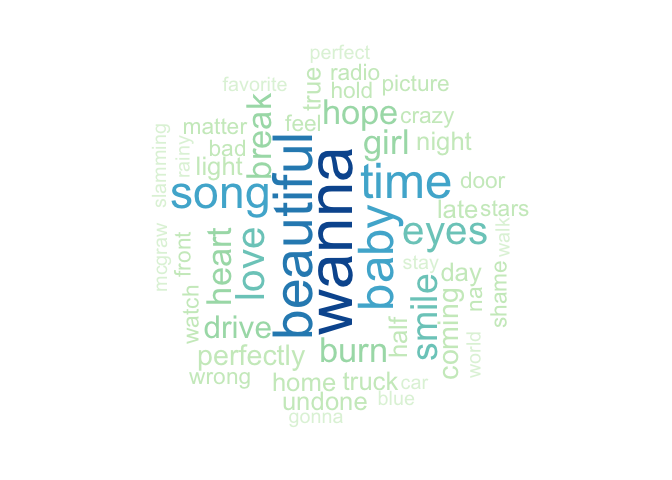 perfect
radio
favorite
true
hold
picture
break
hope
crazy
matter
feel
slamming
rainy
bad
girl
night
light
beautiful
wanna
time
door
song
baby
late
stars
eyes
walk
mcgraw
front
heart
love
stay
day
na
shame
watch
drive
smile
coming
half
burn
perfectly
world
wrong
home
truck
car
undone
blue
gonna